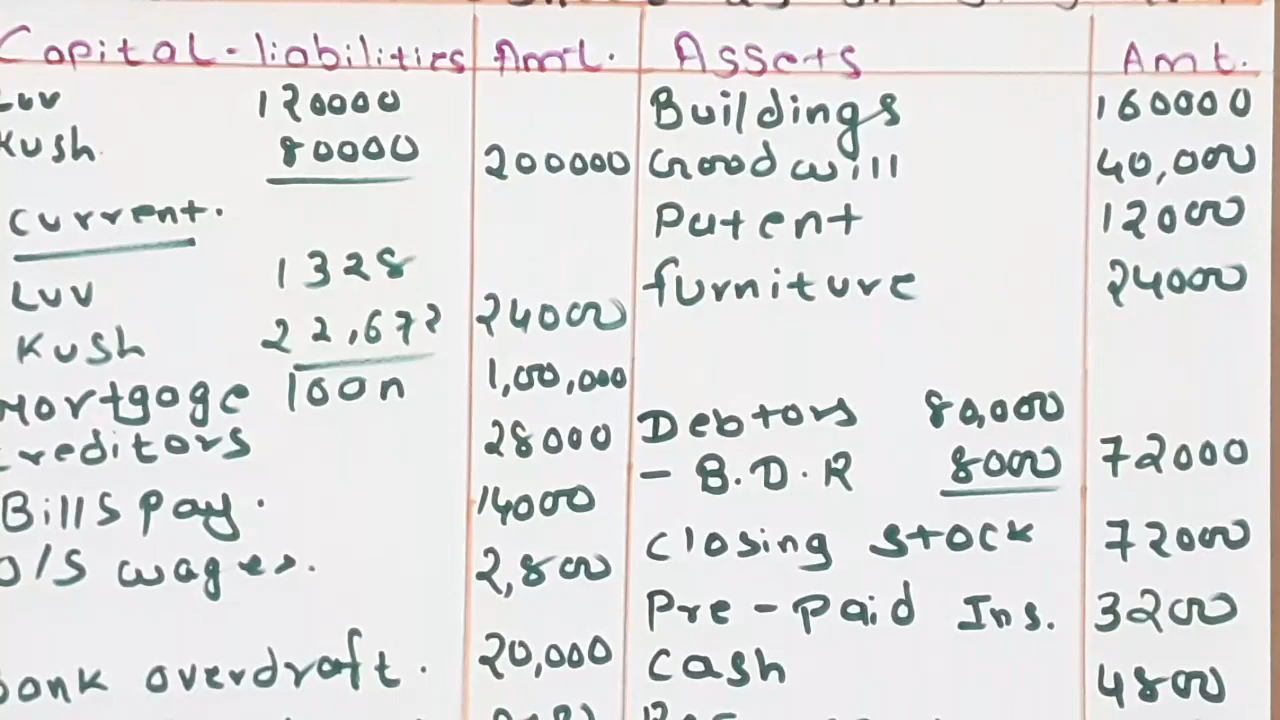 Capital-liabilities Amt. Assets Amt.
Luv 120000 Buildings 160000
Kush 80000 200000 Goodwill 40,000
Current. Patent 12000
Luv 1328 furniture 24000
Kush 22,672 24000
Mortgage loan 1,00,000
Creditors 28000 Debtors 80,000
- B.D.R 8000 72000
Bills pay. 14000 closing stock 72000
O/S wages. 2,800 Pre-paid Ins. 3200
bank overdraft. 20,000 cash 4800